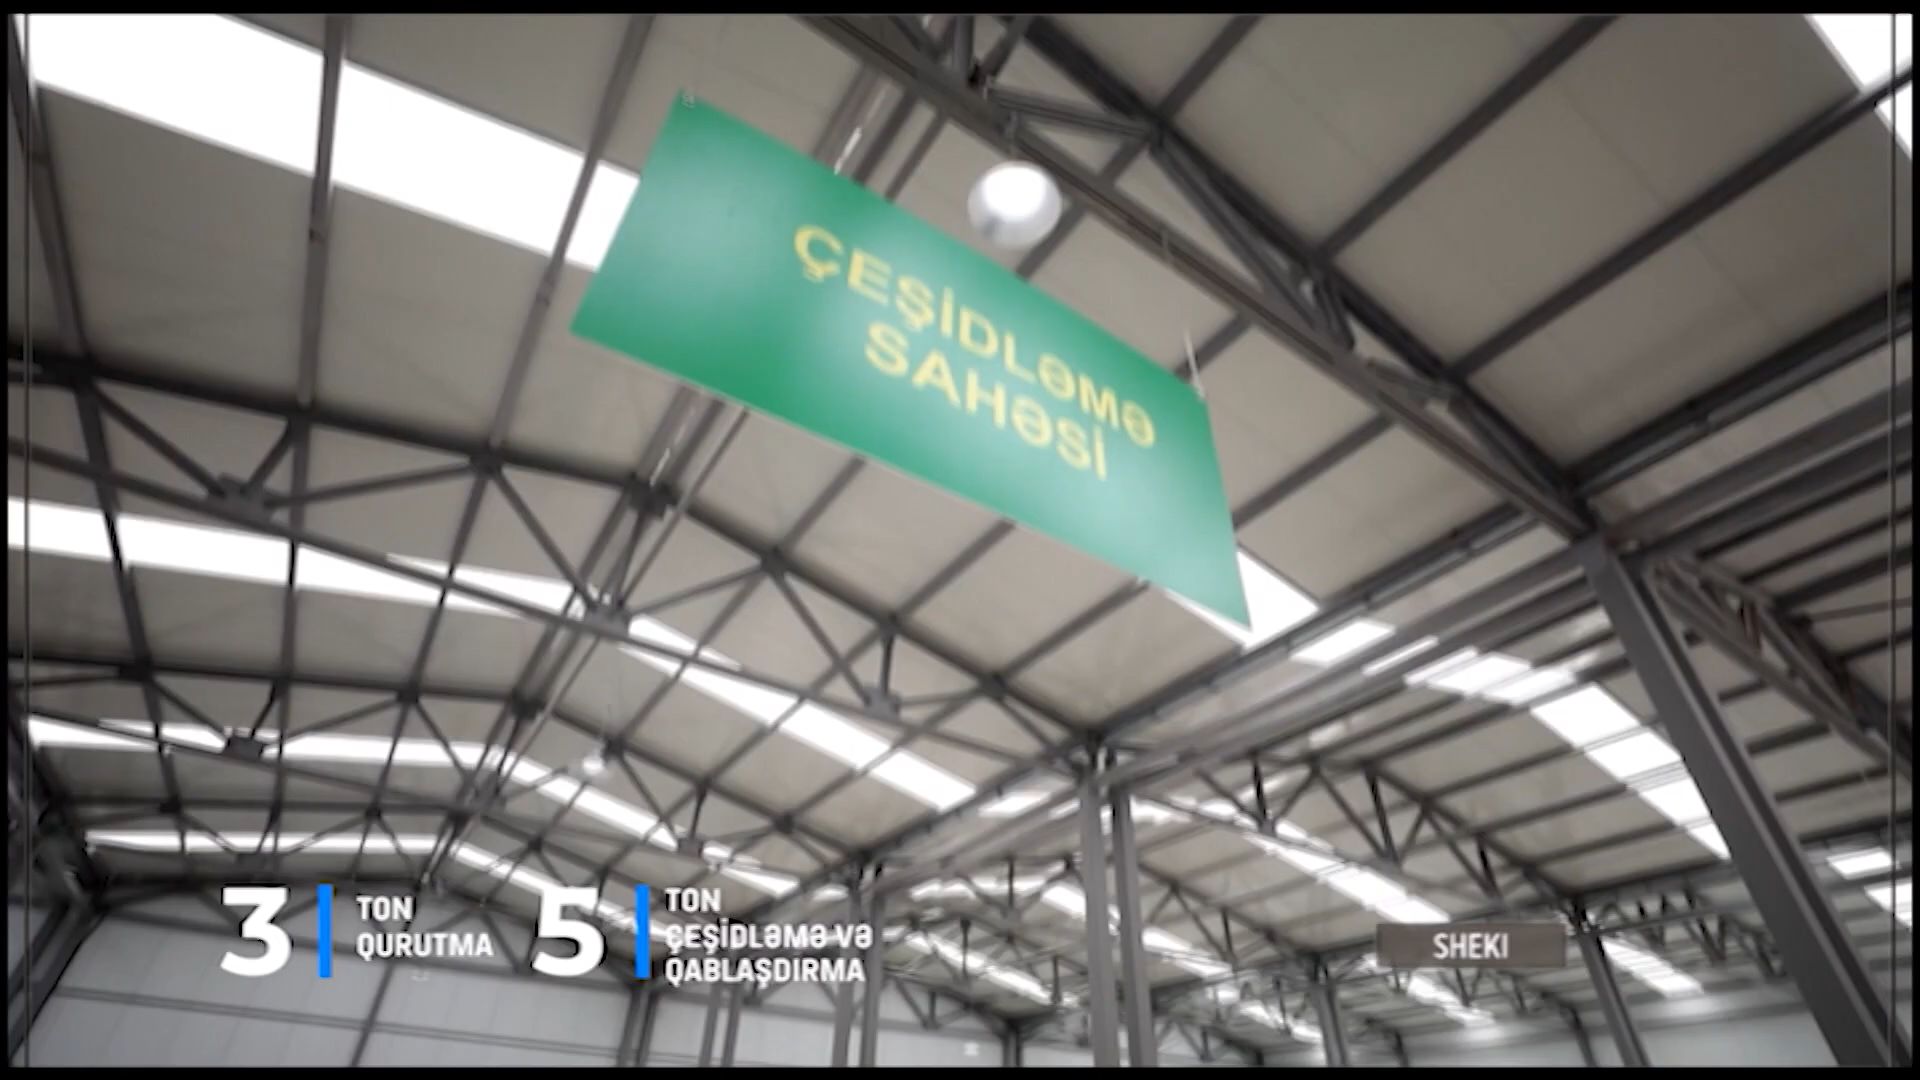 ÇEŞİDLƏMƏ
SAHƏSİ
3
TON
QURUTMA
5
TON
ÇEŞİDLƏMƏ VƏ
QABLAŞDIRMA
SHEKI